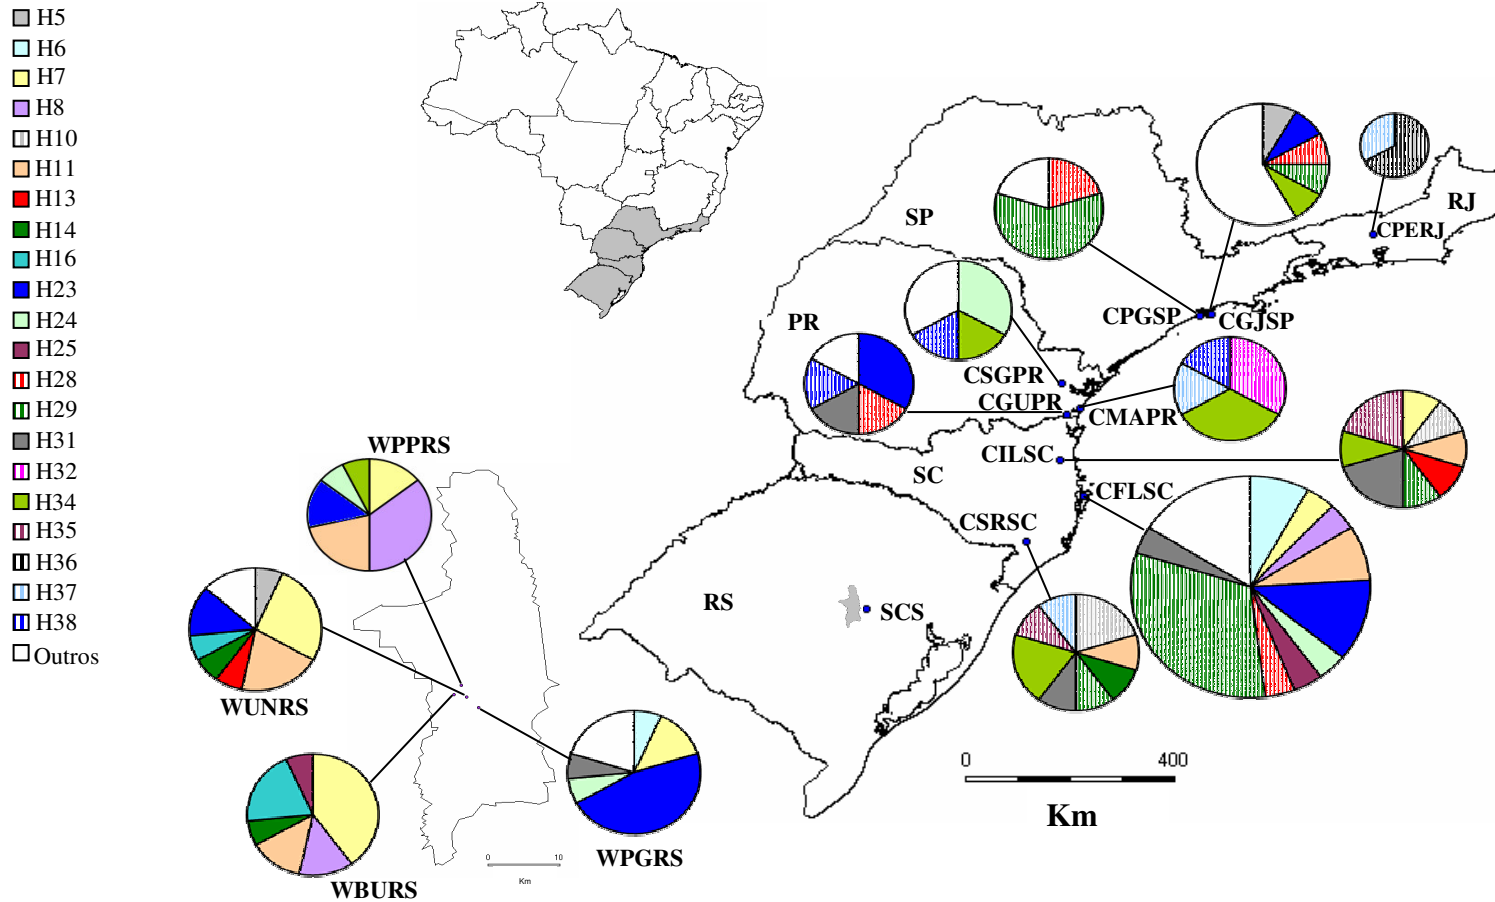 H5
H6
H7
H8
H10
H11
H13
H14
H16
H23
H24
H25
H28
H29
H31
H32
H34
H35
H36
H37
H38
Outros
SP
RJ
CPERJ
PR
CPGSP
CGJSP
CSGPR
CGUPR
CMAPR
CILSC
SC
CFLSC
CSRSC
RS
SCS
WPPRS
WUNRS
WBURS
WPGRS
0 10
Km
0 400
Km